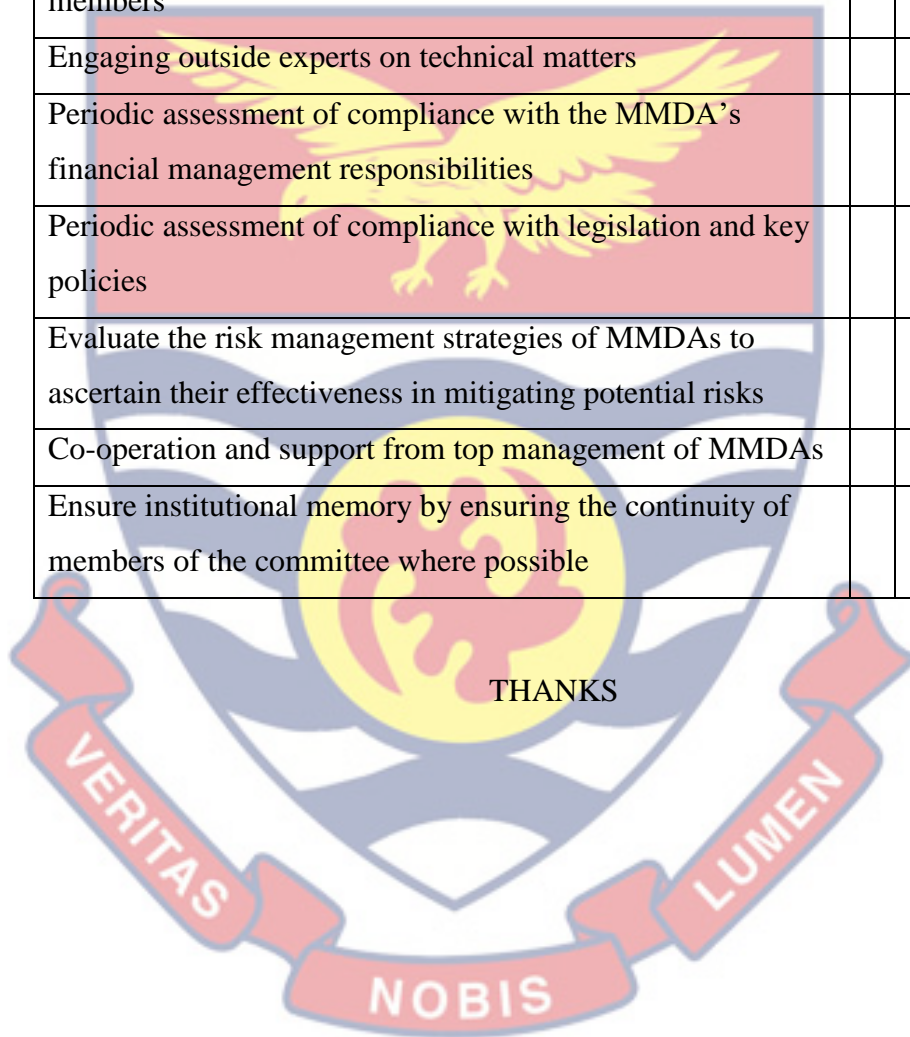 members
Engaging outside experts on technical matters
Periodic assessment of compliance with the MMDA’s
financial management responsibilities
Periodic assessment of compliance with legislation and key
policies
Evaluate the risk management strategies of MMDAs to
ascertain their effectiveness in mitigating potential risks
Co-operation and support from top management of MMDAs
Ensure institutional memory by ensuring the continuity of
members of the committee where possible
THANKS
VERITAS
NOBIS
LUMEN